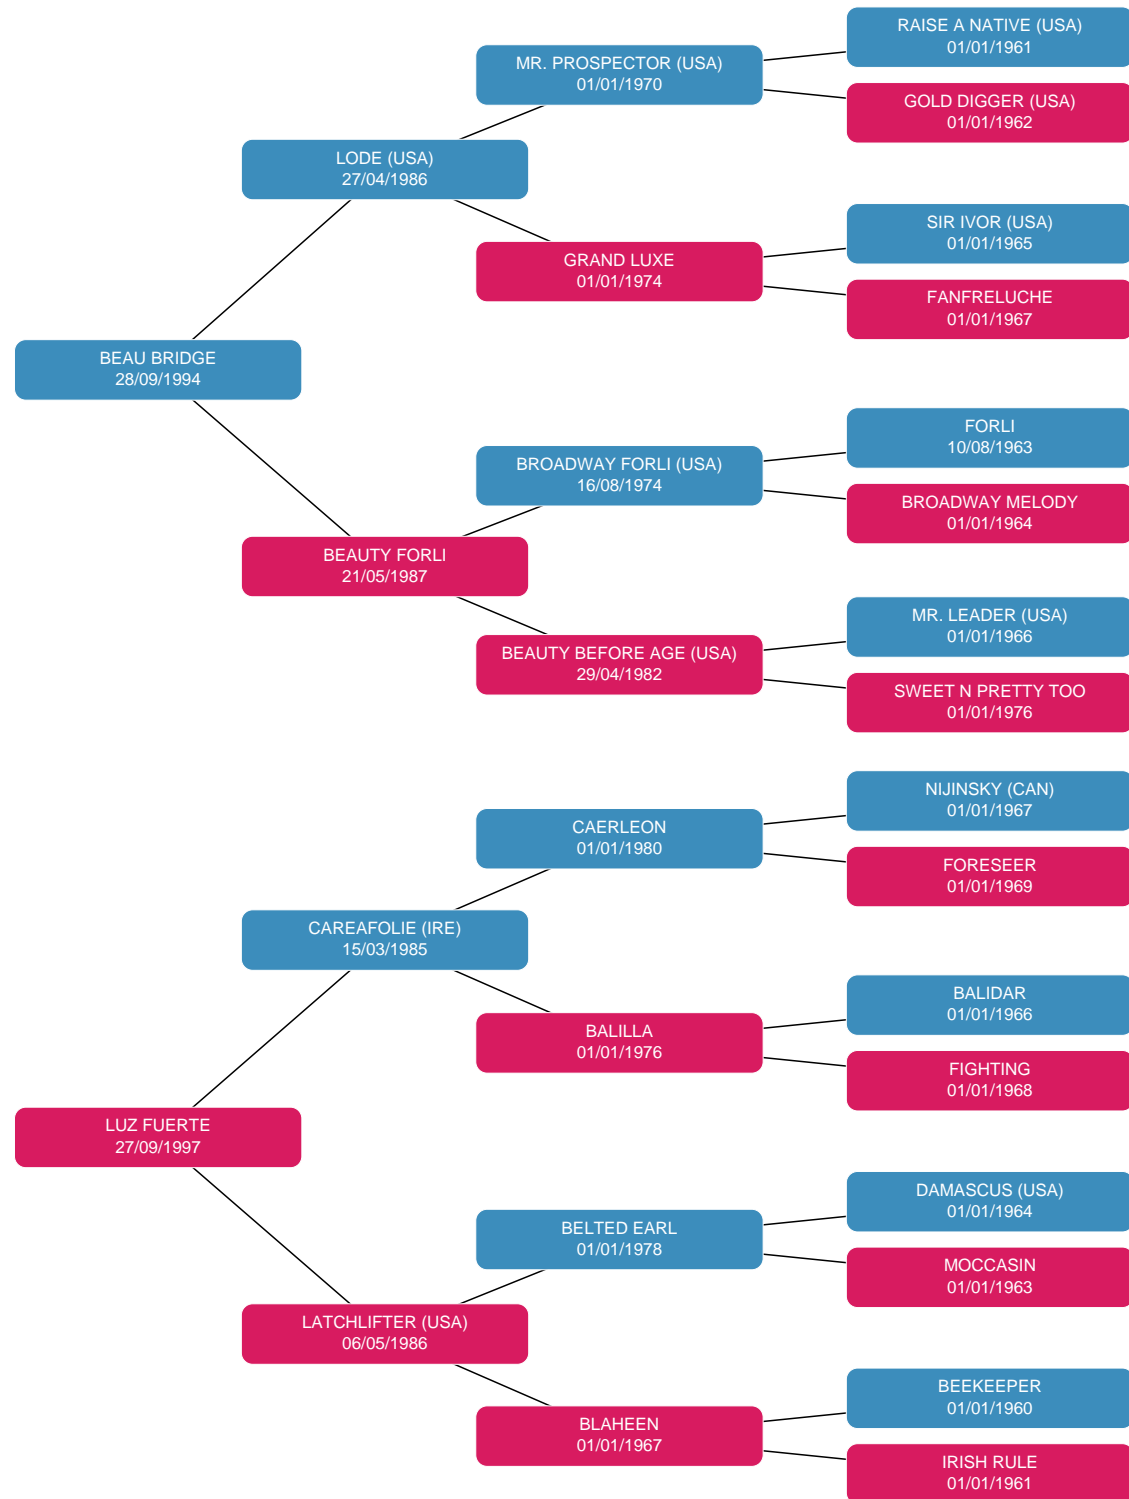 RAISE A NATIVE (USA)
01/01/1961
MR. PROSPECTOR (USA)
01/01/1970
GOLD DIGGER (USA)
01/01/1962
LODE (USA)
27/04/1986
SIR IVOR (USA)
01/01/1965
GRAND LUXE
01/01/1974
FANFRELUCHE
01/01/1967
BEAU BRIDGE
28/09/1994
FORLI
10/08/1963
BROADWAY FORLI (USA)
16/08/1974
BROADWAY MELODY
01/01/1964
BEAUTY FORLI
21/05/1987
MR. LEADER (USA)
01/01/1966
BEAUTY BEFORE AGE (USA)
29/04/1982
SWEET N PRETTY TOO
01/01/1976
NIJINSKY (CAN)
01/01/1967
CAERLEON
01/01/1980
FORESEER
01/01/1969
CAREAFOLIE (IRE)
15/03/1985
BALIDAR
01/01/1966
BALILLA
01/01/1976
FIGHTING
01/01/1968
LUZ FUERTE
27/09/1997
DAMASCUS (USA)
01/01/1964
BELTED EARL
01/01/1978
MOCCASIN
01/01/1963
LATCHLIFTER (USA)
06/05/1986
BEEKEEPER
01/01/1960
BLAHEEN
01/01/1967
IRISH RULE
01/01/1961